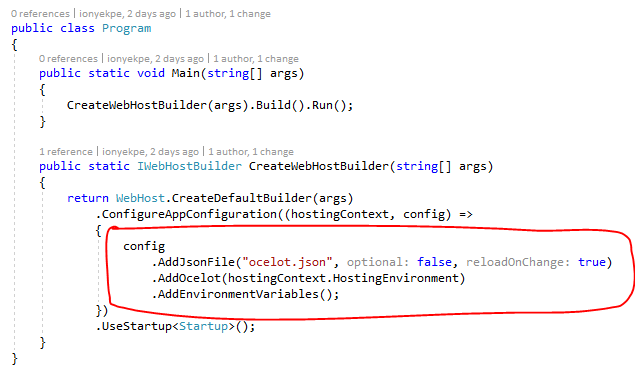 0 references | ionyekpe, 2 days ago | 1 author, 1 change
public class Program
{
0 references | ionyekpe, 2 days ago | 1 author, 1 change
public static void Main(string[] args)
{
CreateWebHostBuilder(args).Build().Run();
}
1 reference | ionyekpe, 2 days ago | 1 author, 1 change
public static IWebHostBuilder CreateWebHostBuilder(string[] args)
{
return WebHost.CreateDefaultBuilder(args)
.ConfigureAppConfiguration((hostingContext, config) =>
{
config
.AddJsonFile("ocelot.json", optional: false, reloadOnChange: true)
.AddOcelot(hostingContext.HostingEnvironment)
.AddEnvironmentVariables();
})
.UseStartup<Startup>();
}
}